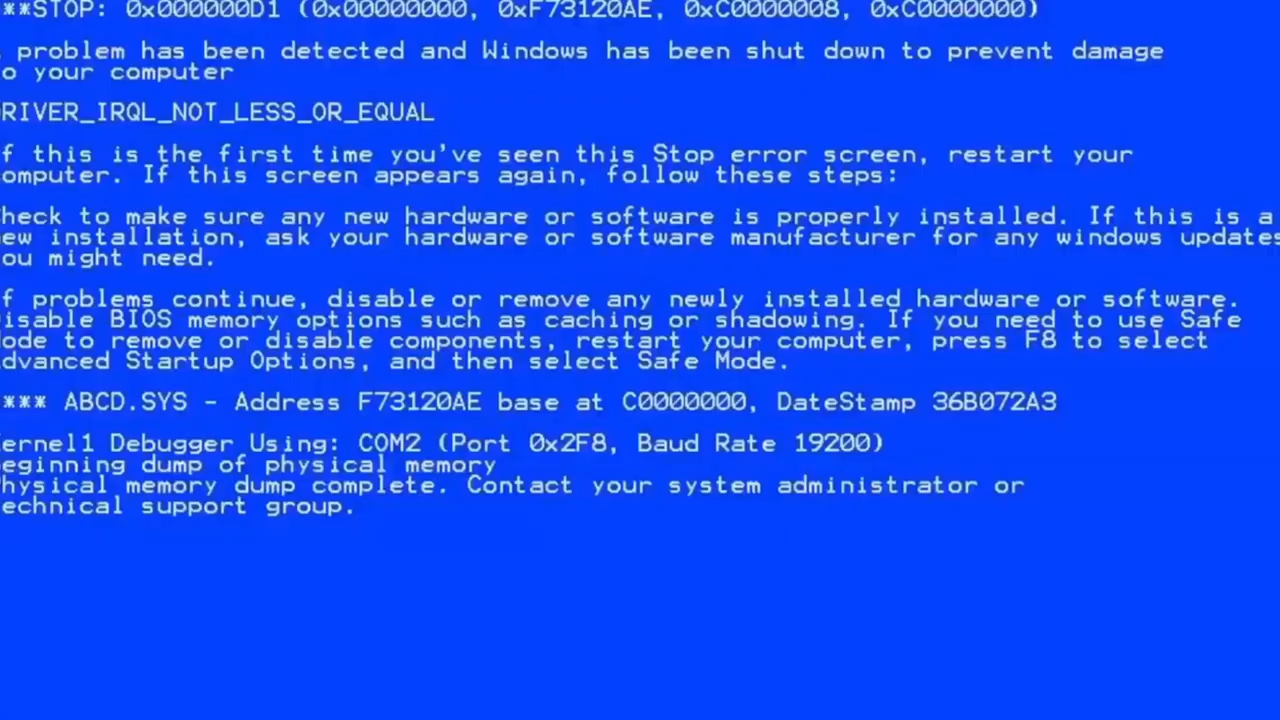 **STOP: 0x000000D1 (0x00000000, 0xF73120AE, 0xC0000008, 0xC0000000)
problem has been detected and Windows has been shut down to prevent damage
o your computer
RIVER_IRQL_NOT_LESS_OR_EQUAL
f this is the first time you've seen this Stop error screen, restart your
omputer. If this screen appears again, follow these steps:
heck to make sure any new hardware or software is properly installed. If this is a
ew installation, ask your hardware or software manufacturer for any windows updates
ou might need.
f problems continue, disable or remove any newly installed hardware or software.
isable BIOS memory options such as caching or shadowing. If you need to use Safe
ode to remove or disable components, restart your computer, press F8 to select
dvanced Startup Options, and then select Safe Mode.
*** ABCD.SYS - Address F73120AE base at C0000000, DateStamp 36B072A3
ernel1 Debugger Using: COM2 (Port 0x2F8, Baud Rate 19200)
eginning dump of physical memory
hysical memory dump complete. Contact your system administrator or
echnical support group.